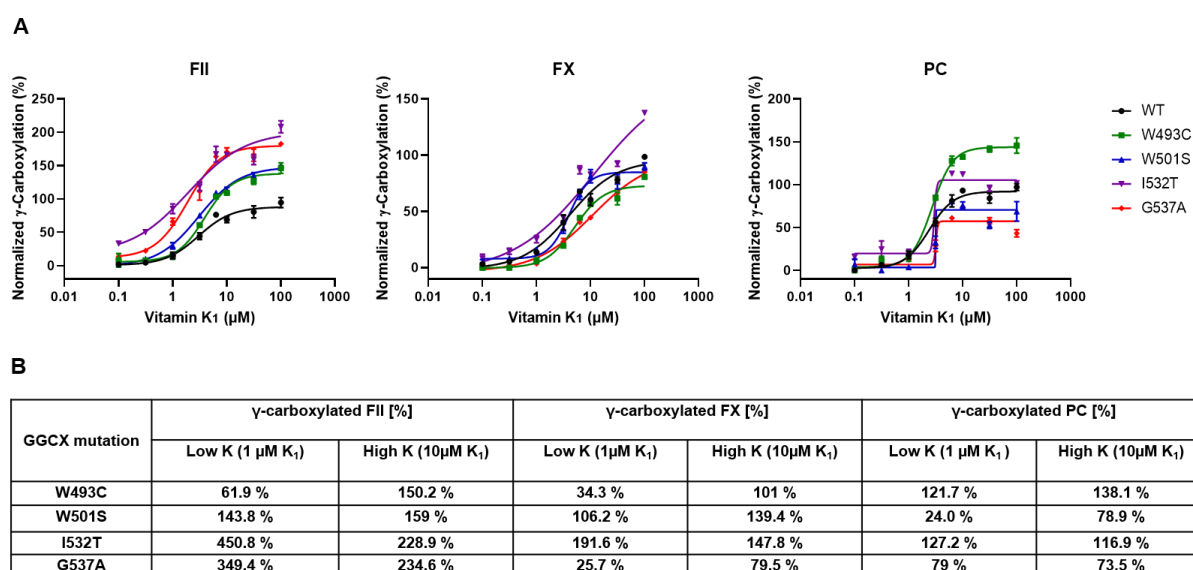 A
FII
FX
PC
Normalized γ-Carboxylation (%)
250
200
150
100
50
0
0.01
0.1
1
10
100
1000
Vitamin K1 (µM)
Normalized γ-Carboxylation (%)
150
100
50
0
0.01
0.1
1
10
100
1000
Vitamin K1 (µM)
Normalized γ-Carboxylation (%)
200
150
100
50
0
0.01
0.1
1
10
100
1000
Vitamin K1 (µM)
WT
W493C
W501S
I532T
G537A
B
GGCX mutation
γ-carboxylated FII [%]
γ-carboxylated FX [%]
γ-carboxylated PC [%]
Low K (1 µM K1)
High K (10µM K1)
Low K (1µM K1)
High K (10µM K1)
Low K (1 µM K1 )
High K (10µM K1)
W493C 61.9 % 150.2 % 34.3 % 101 % 121.7 % 138.1 %
W501S 143.8 % 159 % 106.2 % 139.4 % 24.0 % 78.9 %
I532T 450.8 % 228.9 % 191.6 % 147.8 % 127.2 % 116.9 %
G537A 349.4 % 234.6 % 25.7 % 79.5 % 79 % 73.5 %